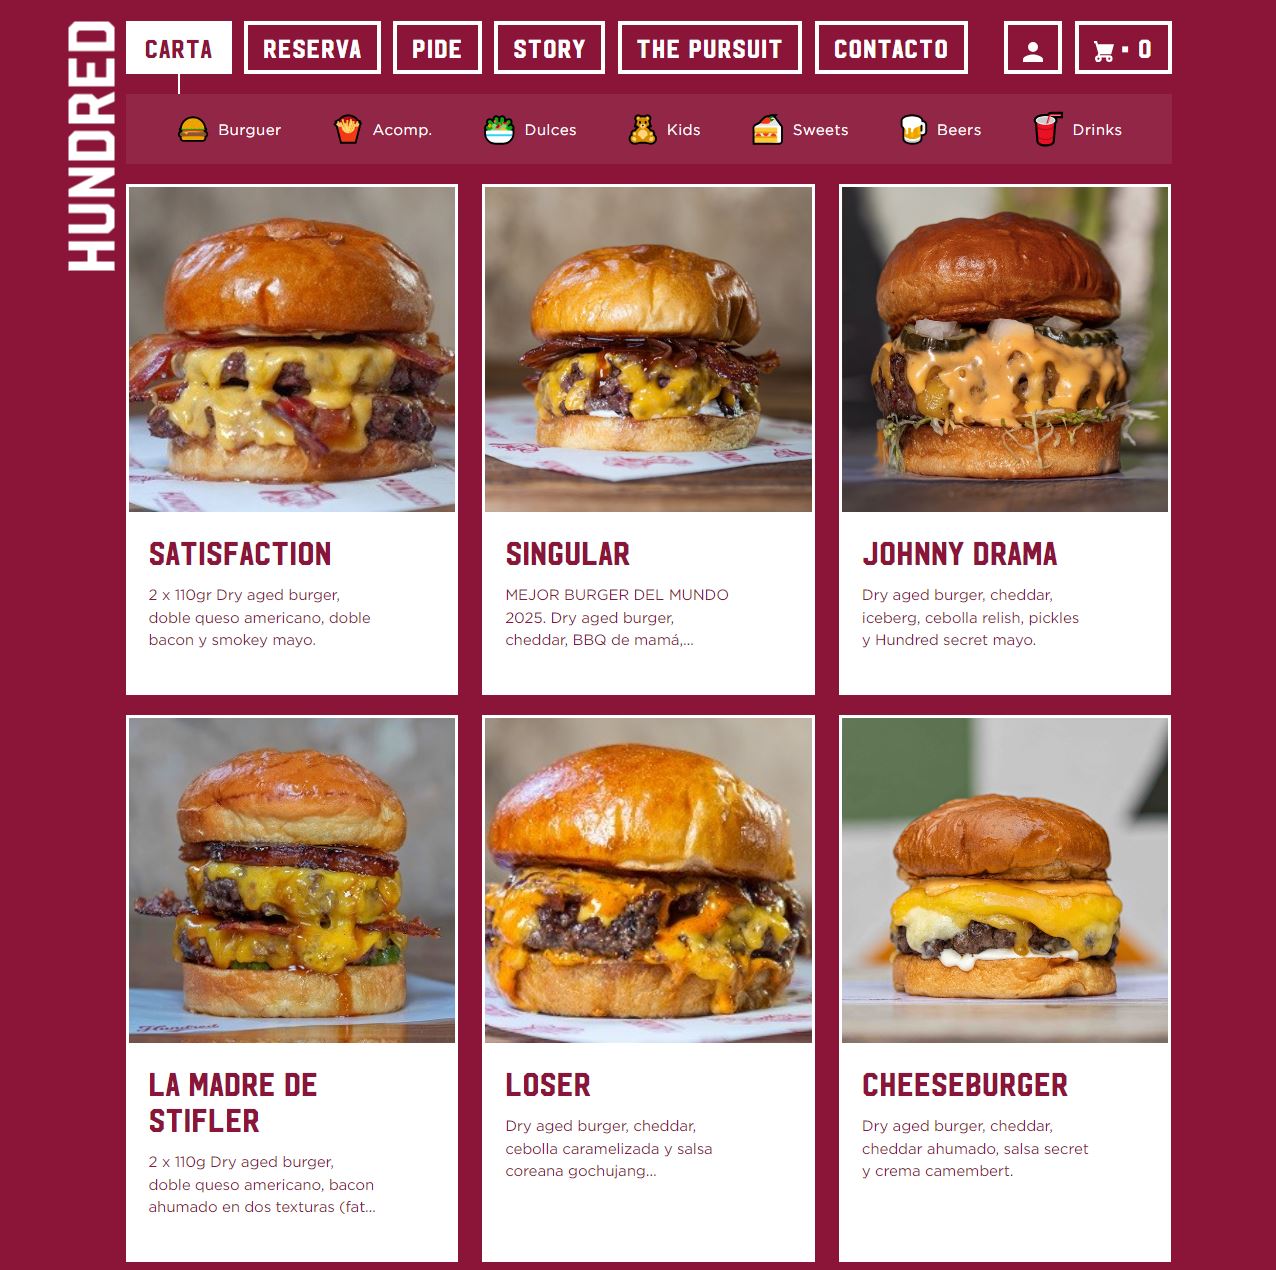 HUNDRED
CARTA
RESERVA
PIDE
STORY
THE PURSUIT
CONTACTO
0
Burguer
Acomp.
Dulces
Kids
Sweets
Beers
Drinks
SATISFACTION
2 x 110gr Dry aged burger,
doble queso americano, doble
bacon y smokey mayo.
SINGULAR
MEJOR BURGER DEL MUNDO
2025. Dry aged burger,
cheddar, BBQ de mamá,...
JOHNNY DRAMA
Dry aged burger, cheddar,
iceberg, cebolla relish, pickles
y Hundred secret mayo.
LA MADRE DE
STIFLER
2 x 110g Dry aged burger,
doble queso americano, bacon
ahumado en dos texturas (fat...
LOSER
Dry aged burger, cheddar,
cebolla caramelizada y salsa
coreana gochujang...
CHEESEBURGER
Dry aged burger, cheddar,
cheddar ahumado, salsa secret
y crema camembert.